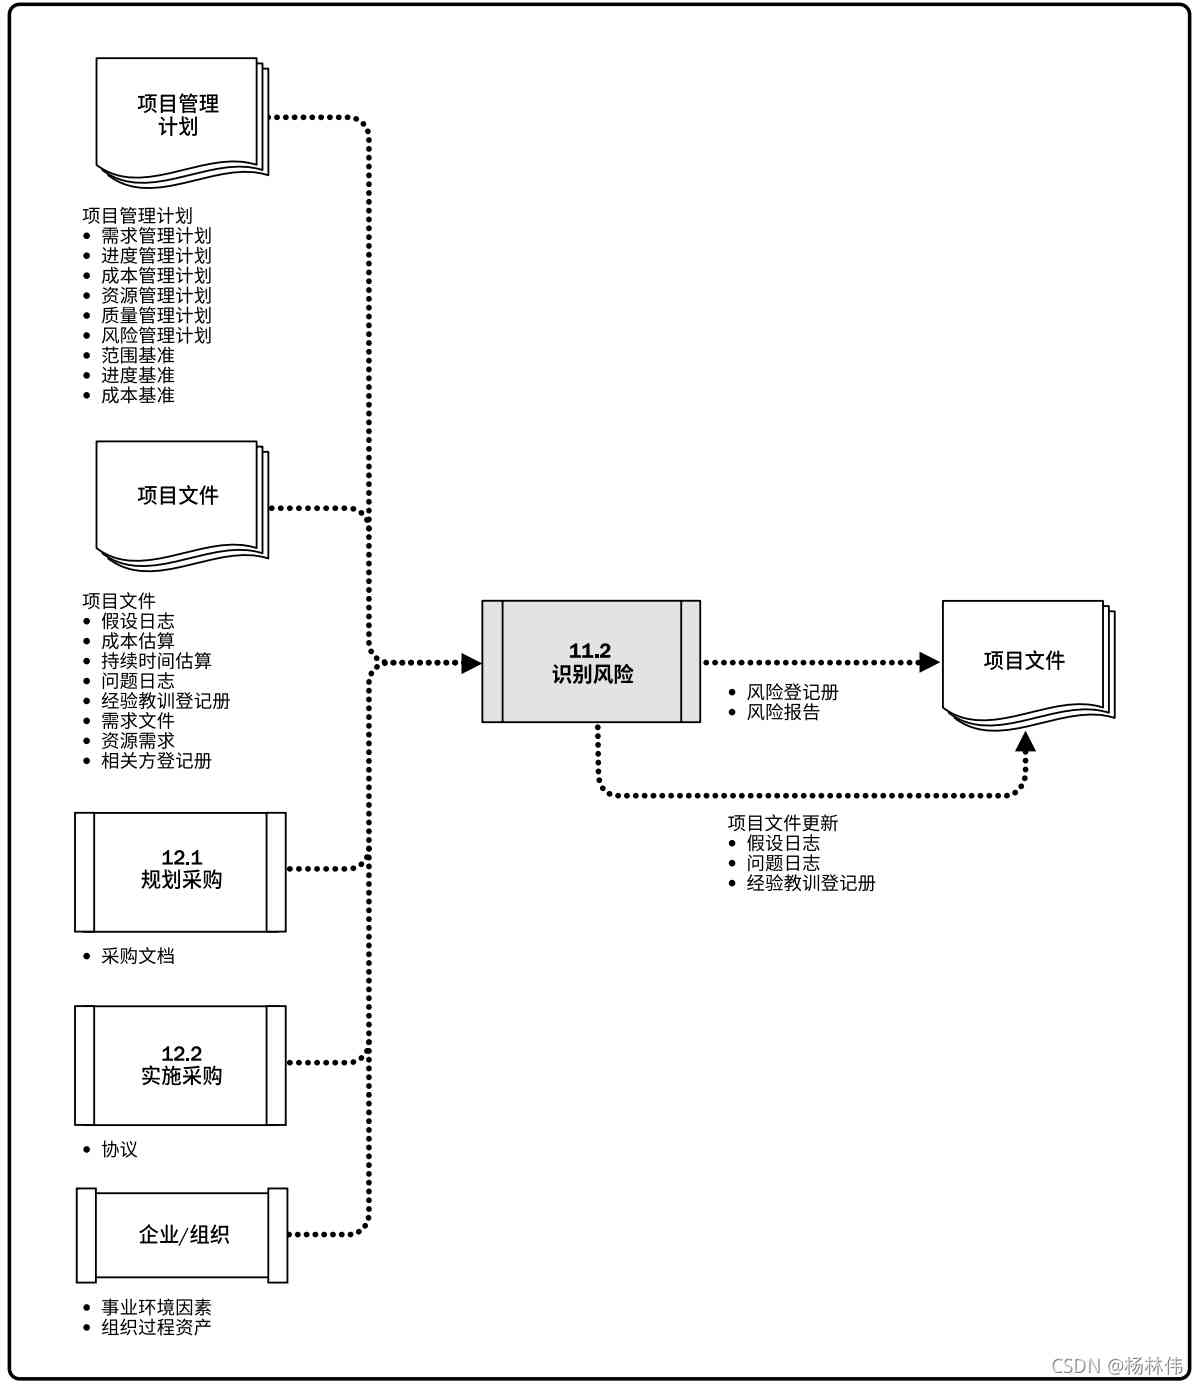 项目管理
计划
项目管理计划
• 需求管理计划
• 进度管理计划
• 成本管理计划
• 资源管理计划
• 质量管理计划
• 风险管理计划
• 范围基准
• 进度基准
• 成本基准
项目文件
项目文件
• 假设日志
• 成本估算
• 持续时间估算
• 问题日志
• 经验教训登记册
• 需求文件
• 资源需求
• 相关方登记册
12.1
规划采购
• 采购文档
12.2
实施采购
• 协议
企业/组织
• 事业环境因素
• 组织过程资产
11.2
识别风险
• 风险登记册
• 风险报告
项目文件
项目文件更新
• 假设日志
• 问题日志
• 经验教训登记册
CSDN @杨林伟